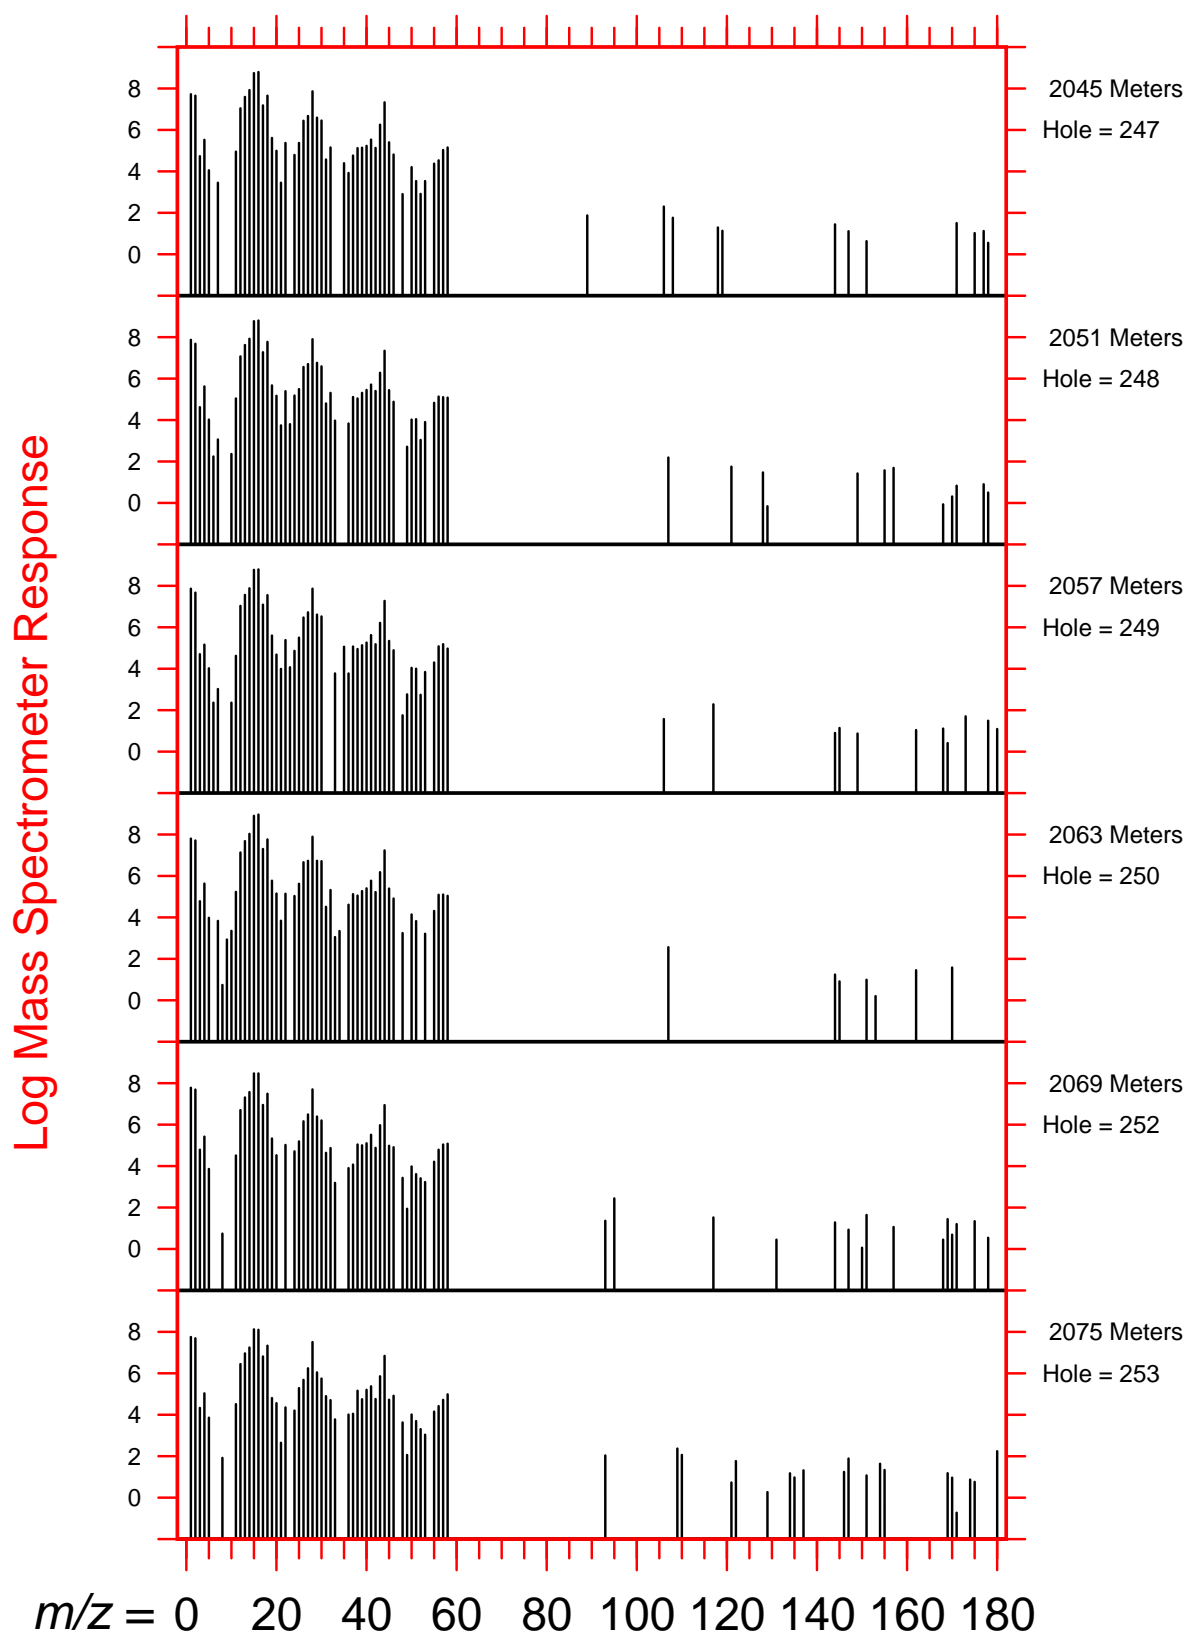 Log Mass Spectrometer Response
8
6
4
2
0
2045 Meters
Hole = 247
8
6
4
2
0
2051 Meters
Hole = 248
8
6
4
2
0
2057 Meters
Hole = 249
8
6
4
2
0
2063 Meters
Hole = 250
8
6
4
2
0
2069 Meters
Hole = 252
8
6
4
2
0
2075 Meters
Hole = 253
m/z = 0 20 40 60 80 100 120 140 160 180